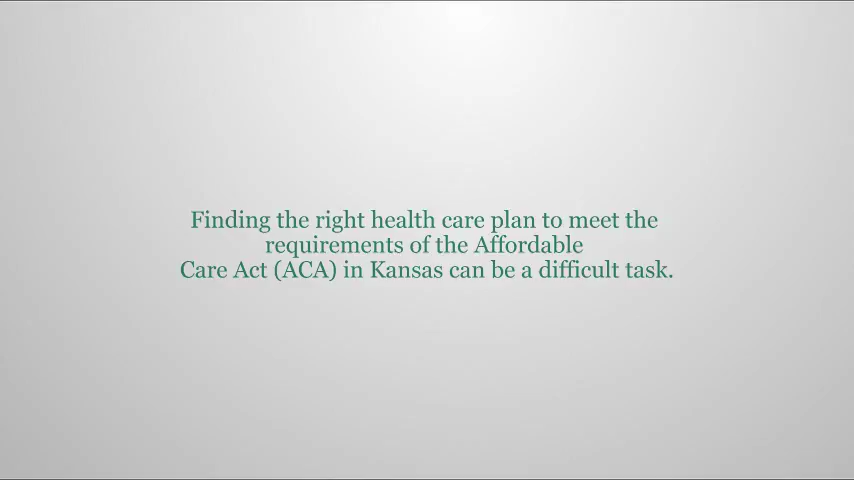 Finding the right health care plan to meet the
requirements of the Affordable
Care Act (ACA) in Kansas can be a difficult task.